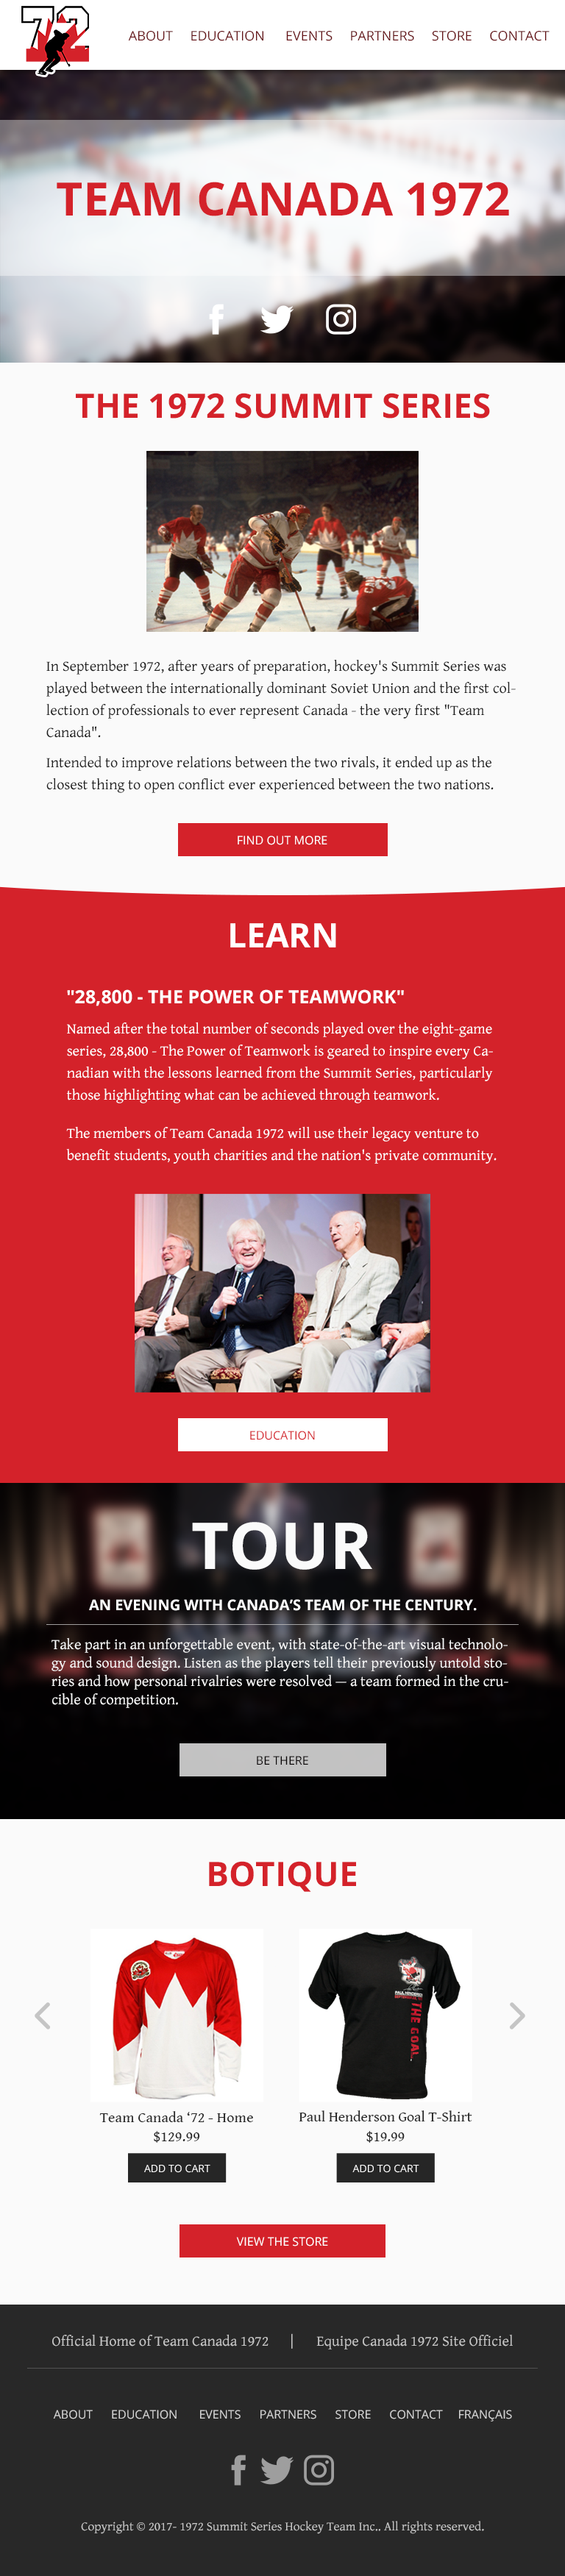 72
ABOUT EDUCATION EVENTS PARTNERS STORE CONTACT
TEAM CANADA 1972
THE 1972 SUMMIT SERIES
In September 1972, after years of preparation, hockey's Summit Series was
played between the internationally dominant Soviet Union and the first col-
lection of professionals to ever represent Canada - the very first "Team
Canada".
Intended to improve relations between the two rivals, it ended up as the
closest thing to open conflict ever experienced between the two nations.
FIND OUT MORE
LEARN
"28,800 - THE POWER OF TEAMWORK"
Named after the total number of seconds played over the eight-game
series, 28,800 - The Power of Teamwork is geared to inspire every Ca-
nadian with the lessons learned from the Summit Series, particularly
those highlighting what can be achieved through teamwork.
The members of Team Canada 1972 will use their legacy venture to
benefit students, youth charities and the nation's private community.
EDUCATION
TOUR
AN EVENING WITH CANADA’S TEAM OF THE CENTURY.
Take part in an unforgettable event, with state-of-the-art visual technolo-
gy and sound design. Listen as the players tell their previously untold sto-
ries and how personal rivalries were resolved — a team formed in the cru-
cible of competition.
BE THERE
BOTIQUE
PAUL HENDERSON
THE GOAL.
Team Canada ‘72 - Home
$129.99
ADD TO CART
Paul Henderson Goal T-Shirt
$19.99
ADD TO CART
VIEW THE STORE
Official Home of Team Canada 1972 | Equipe Canada 1972 Site Officiel
ABOUT EDUCATION EVENTS PARTNERS STORE CONTACT FRANÇAIS
Copyright © 2017- 1972 Summit Series Hockey Team Inc.. All rights reserved.